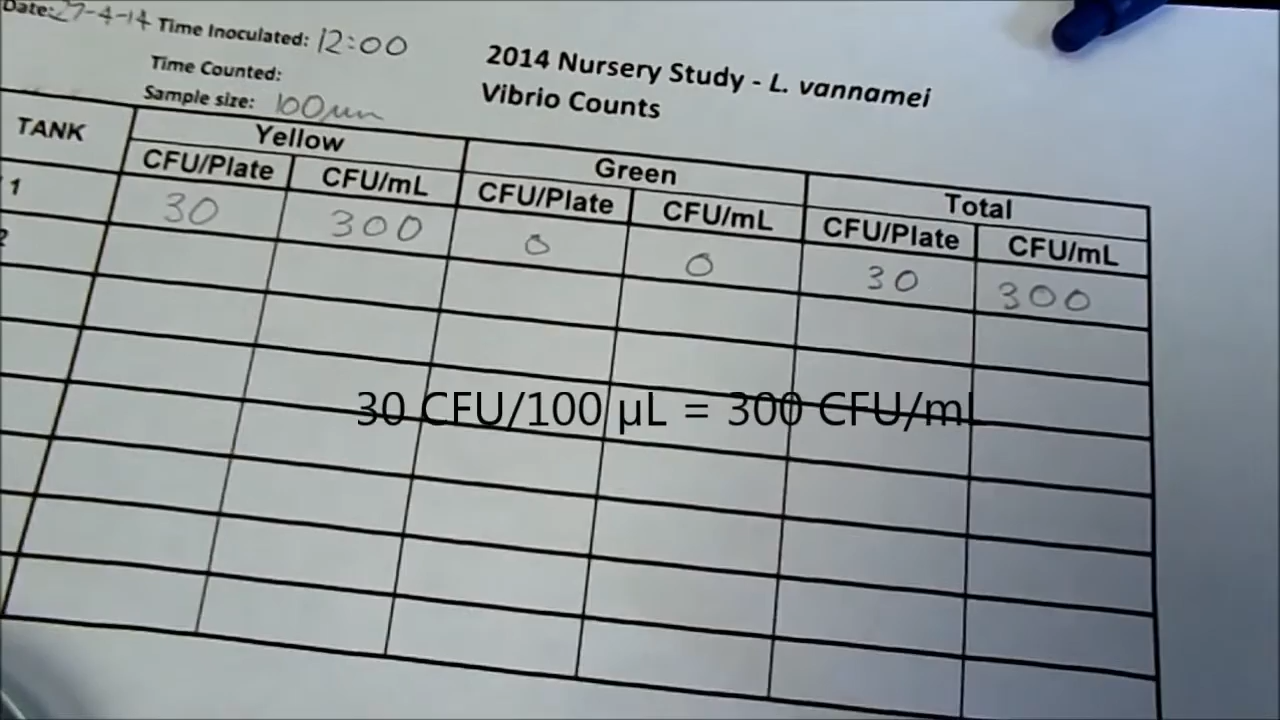 Date: 27-4-14 Time Inoculated: 12:00
Time Counted:
Sample size: 100
2014 Nursery Study - L. vannamei
Vibrio Counts
TANK Yellow Green Total
CFU/Plate CFU/mL CFU/Plate CFU/mL CFU/Plate CFU/mL
1 30 300 0 0 30 300
2
30 CFU/100 µL = 300 CFU/mL